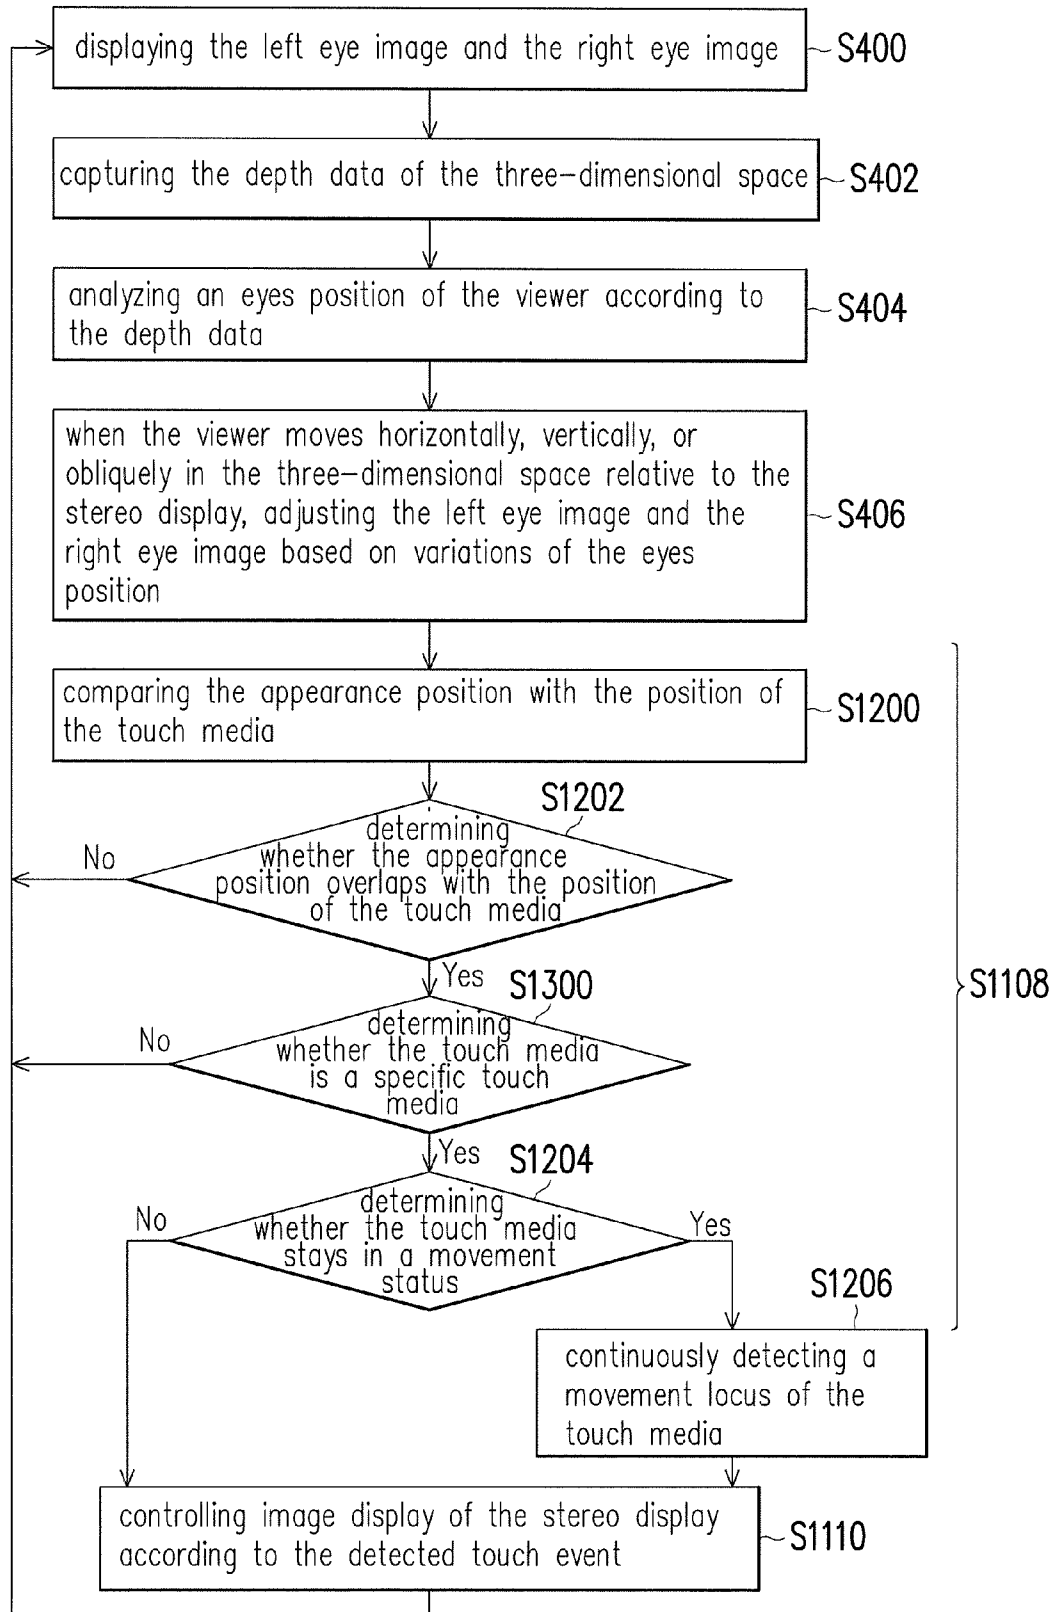 displaying the left eye image and the right eye image
S400
capturing the depth data of the three-dimensional space
S402
analyzing an eyes position of the viewer according to
the depth data
S404
when the viewer moves horizontally, vertically, or
obliquely in the three-dimensional space relative to the
stereo display, adjusting the left eye image and the
right eye image based on variations of the eyes
position
S406
comparing the appearance position with the position of
the touch media
S1200
S1202
determining
whether the appearance
position overlaps with the position
of the touch media
No
Yes
S1300
determining
whether the touch media
is a specific touch
media
No
S1108
Yes
S1204
determining
whether the touch media
stays in a movement
status
No
Yes
S1206
continuously detecting a
movement locus of the
touch media
controlling image display of the stereo display
according to the detected touch event
S1110